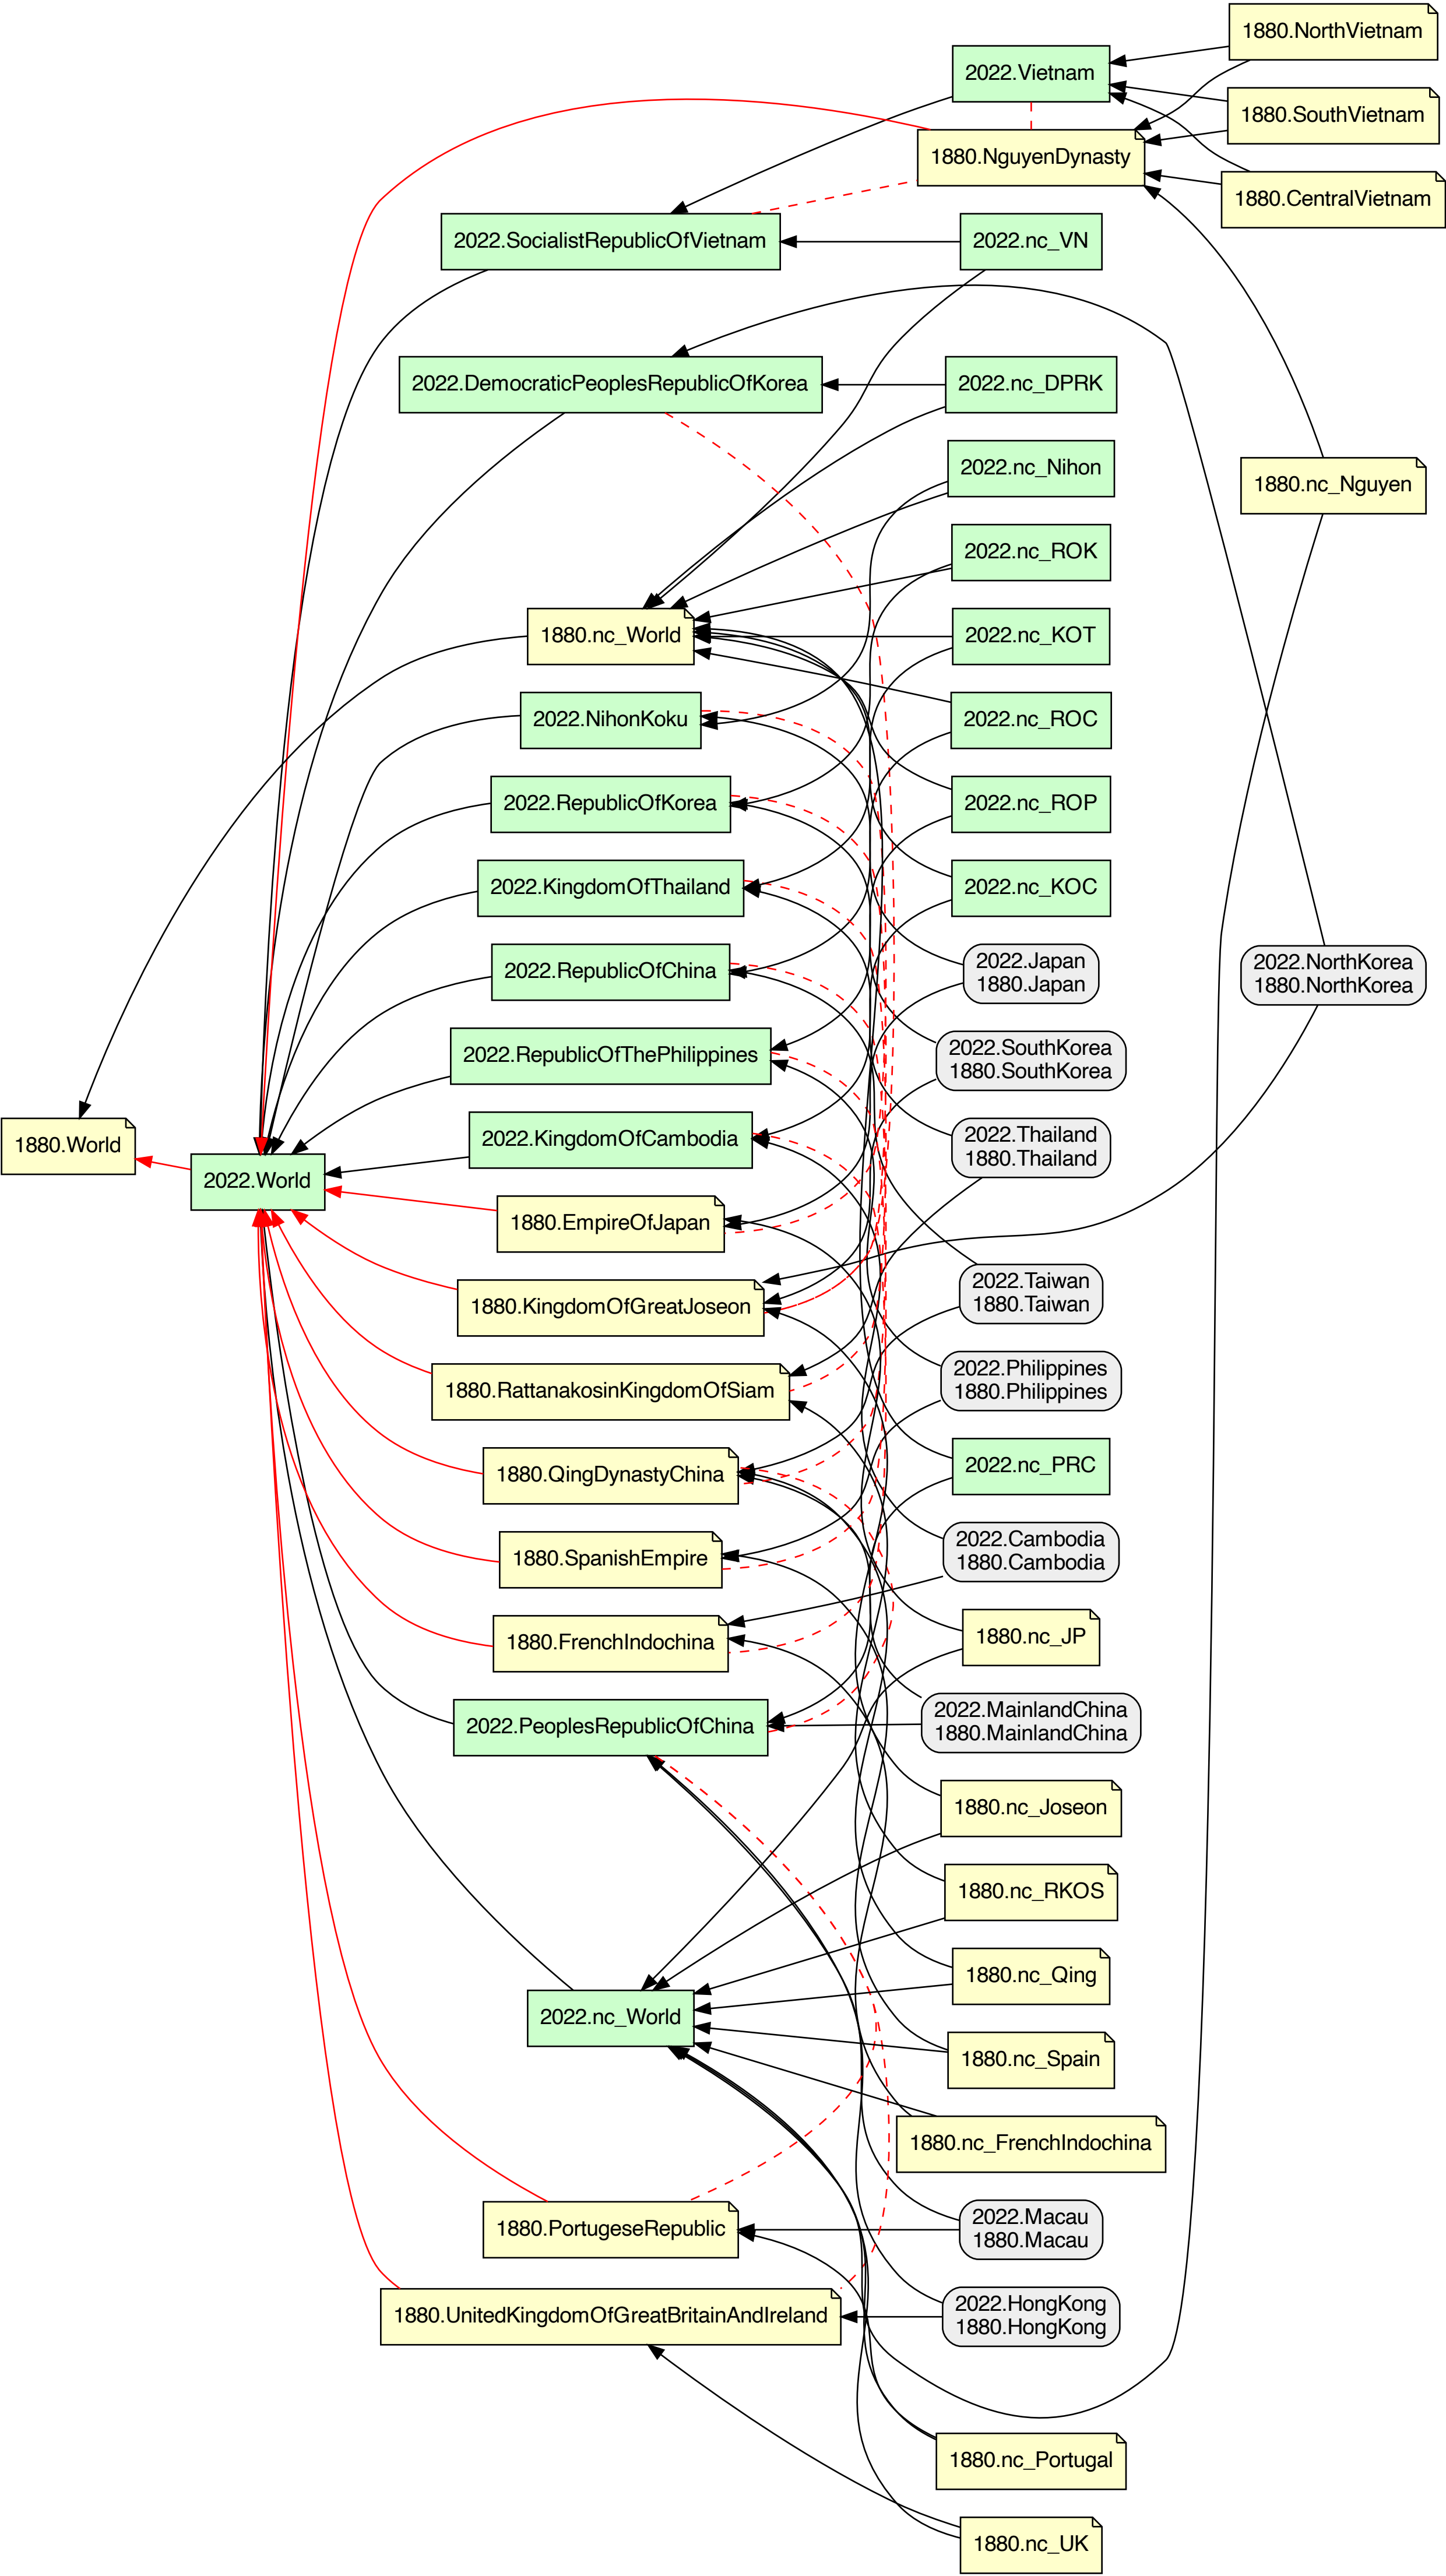 1880.NorthVietnam
2022.Vietnam
1880.SouthVietnam
1880.NguyenDynasty
1880.CentralVietnam
2022.SocialistRepublicOfVietnam
2022.nc_VN
2022.DemocraticPeoplesRepublicOfKorea
2022.nc_DPRK
2022.nc_Nihon
1880.nc_Nguyen
2022.nc_ROK
1880.nc_World
2022.nc_KOT
2022.NihonKoku
2022.nc_ROC
2022.RepublicOfKorea
2022.nc_ROP
2022.KingdomOfThailand
2022.nc_KOC
2022.RepublicOfChina
2022.Japan
1880.Japan
2022.NorthKorea
1880.NorthKorea
2022.RepublicOfThePhilippines
2022.SouthKorea
1880.SouthKorea
1880.World
2022.KingdomOfCambodia
2022.Thailand
1880.Thailand
2022.World
1880.EmpireOfJapan
1880.KingdomOfGreatJoseon
2022.Taiwan
1880.Taiwan
1880.RattanakosinKingdomOfSiam
2022.Philippines
1880.Philippines
1880.QingDynastyChina
2022.nc_PRC
1880.SpanishEmpire
2022.Cambodia
1880.Cambodia
1880.FrenchIndochina
1880.nc_JP
2022.PeoplesRepublicOfChina
2022.MainlandChina
1880.MainlandChina
1880.nc_Joseon
1880.nc_RKOS
1880.nc_Qing
2022.nc_World
1880.nc_Spain
1880.nc_FrenchIndochina
1880.PortugeseRepublic
2022.Macau
1880.Macau
1880.UnitedKingdomOfGreatBritainAndIreland
2022.HongKong
1880.HongKong
1880.nc_Portugal
1880.nc_UK